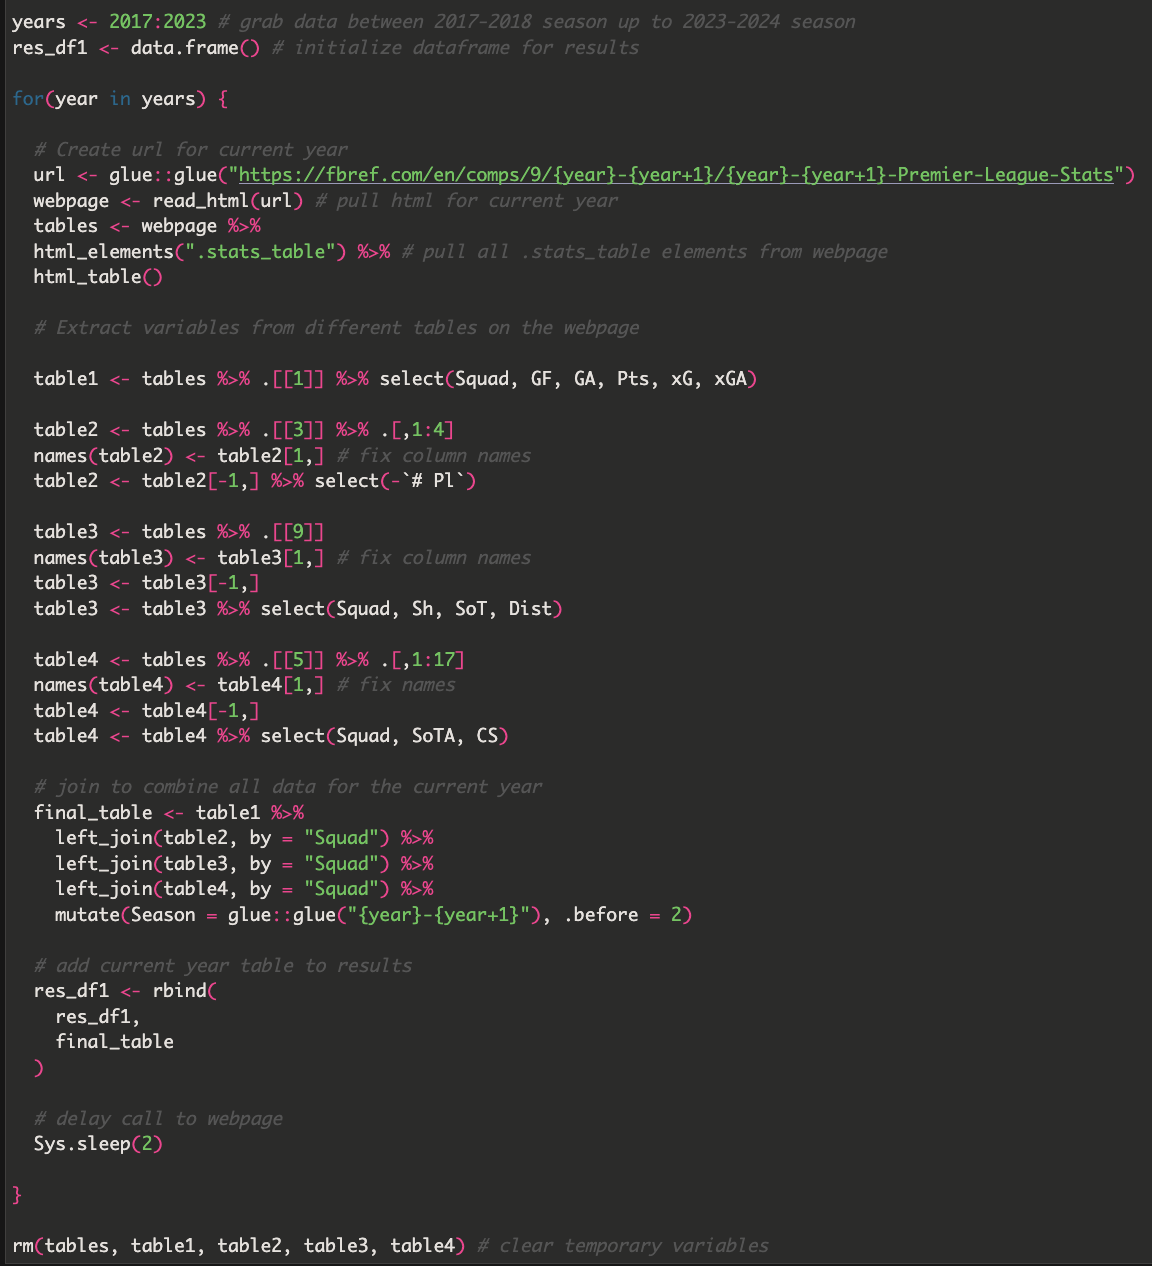 years <- 2017:2023 # grab data between 2017-2018 season up to 2023-2024 season
res_df1 <- data.frame() # initialize dataframe for results
for(year in years) {
# Create url for current year
url <- glue::glue("https://fbref.com/en/comps/9/{year}-{year+1}/{year}-{year+1}-Premier-League-Stats")
webpage <- read_html(url) # pull html for current year
tables <- webpage %>%
html_elements(".stats_table") %>% # pull all .stats_table elements from webpage
html_table()
# Extract variables from different tables on the webpage
table1 <- tables %>% .[[1]] %>% select(Squad, GF, GA, Pts, xG, xGA)
table2 <- tables %>% .[[3]] %>% .[,1:4]
names(table2) <- table2[1,] # fix column names
table2 <- table2[-1,] %>% select(-`# Pl`)
table3 <- tables %>% .[[9]]
names(table3) <- table3[1,] # fix column names
table3 <- table3[-1,]
table3 <- table3 %>% select(Squad, Sh, SoT, Dist)
table4 <- tables %>% .[[5]] %>% .[,1:17]
names(table4) <- table4[1,] # fix names
table4 <- table4[-1,]
table4 <- table4 %>% select(Squad, SoTA, CS)
# join to combine all data for the current year
final_table <- table1 %>%
left_join(table2, by = "Squad") %>%
left_join(table3, by = "Squad") %>%
left_join(table4, by = "Squad") %>%
mutate(Season = glue::glue("{year}-{year+1}"), .before = 2)
# add current year table to results
res_df1 <- rbind(
res_df1,
final_table
)
# delay call to webpage
Sys.sleep(2)
}
rm(tables, table1, table2, table3, table4) # clear temporary variables